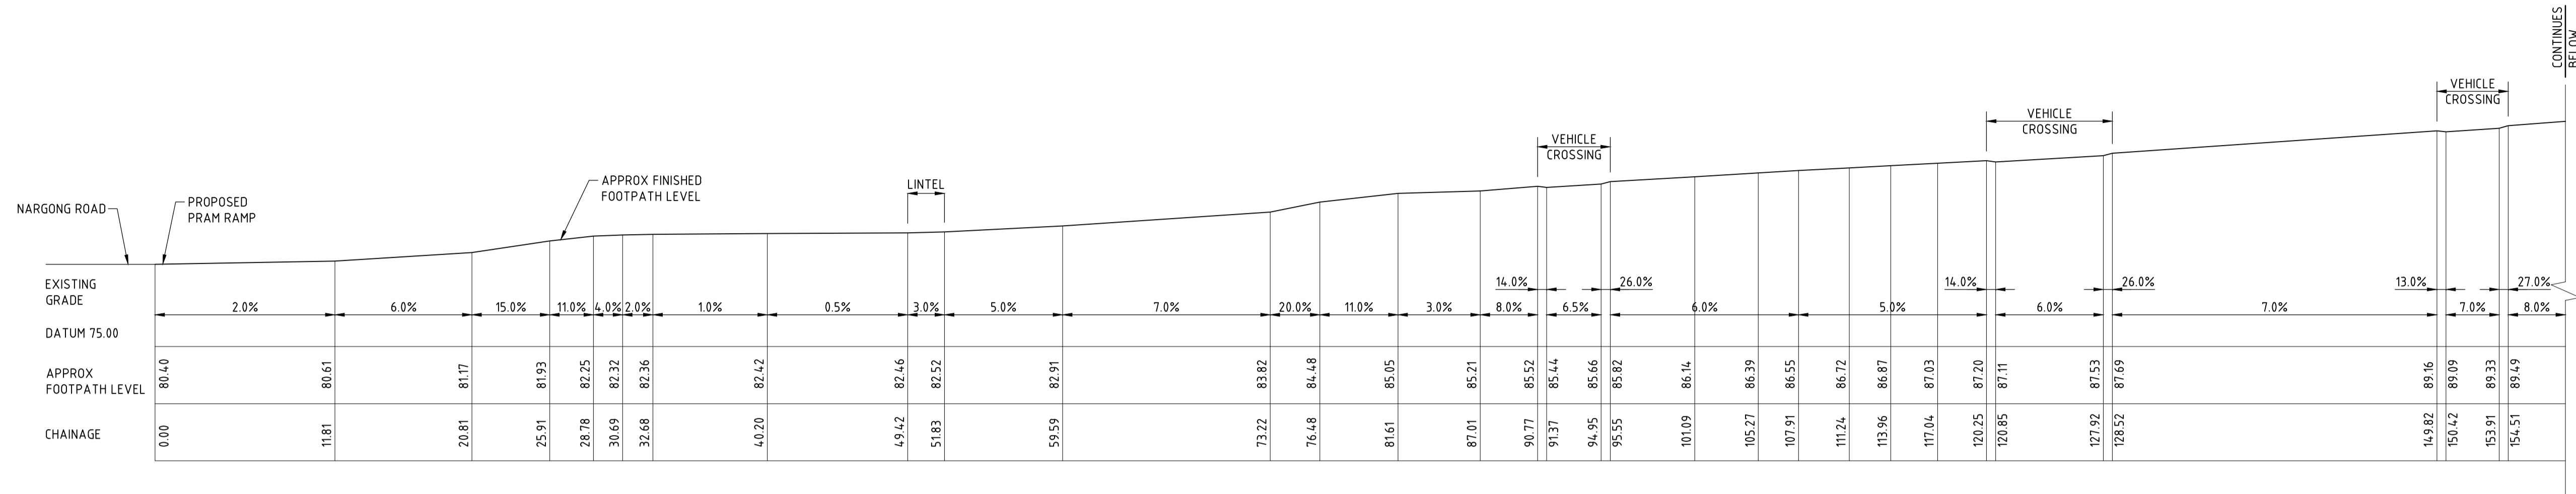 CONTINUES
BELOW
VEHICLE
CROSSING
VEHICLE
CROSSING
VEHICLE
CROSSING
LINTEL
APPROX FINISHED
FOOTPATH LEVEL
NARGONG ROAD
PROPOSED
PRAM RAMP
EXISTING
GRADE
14.0% 26.0% 14.0% 26.0% 13.0% 27.0%
2.0% 6.0% 15.0% 11.0% 4.0% 2.0% 1.0% 0.5% 3.0% 5.0% 7.0% 20.0% 11.0% 3.0% 8.0% 6.5% 6.0% 5.0% 6.0% 7.0% 7.0% 8.0%
DATUM 75.00
APPROX
FOOTPATH LEVEL
80.40 80.61 81.17 81.93 82.25 82.32 82.36 82.42 82.46 82.52 82.91 83.82 84.48 85.05 85.21 85.52 85.44 85.66 85.82 86.14 86.39 86.55 86.72 86.87 87.03 87.20 87.11 87.53 87.69 89.16 89.09 89.33 89.49
CHAINAGE
0.00 11.81 20.81 25.91 28.78 30.69 32.68 40.20 49.42 51.83 59.59 73.22 76.48 81.61 87.01 90.77 91.37 94.95 95.55 101.09 105.27 107.91 111.24 113.96 117.04 120.25 120.85 127.92 128.52 149.82 150.42 153.91 154.51